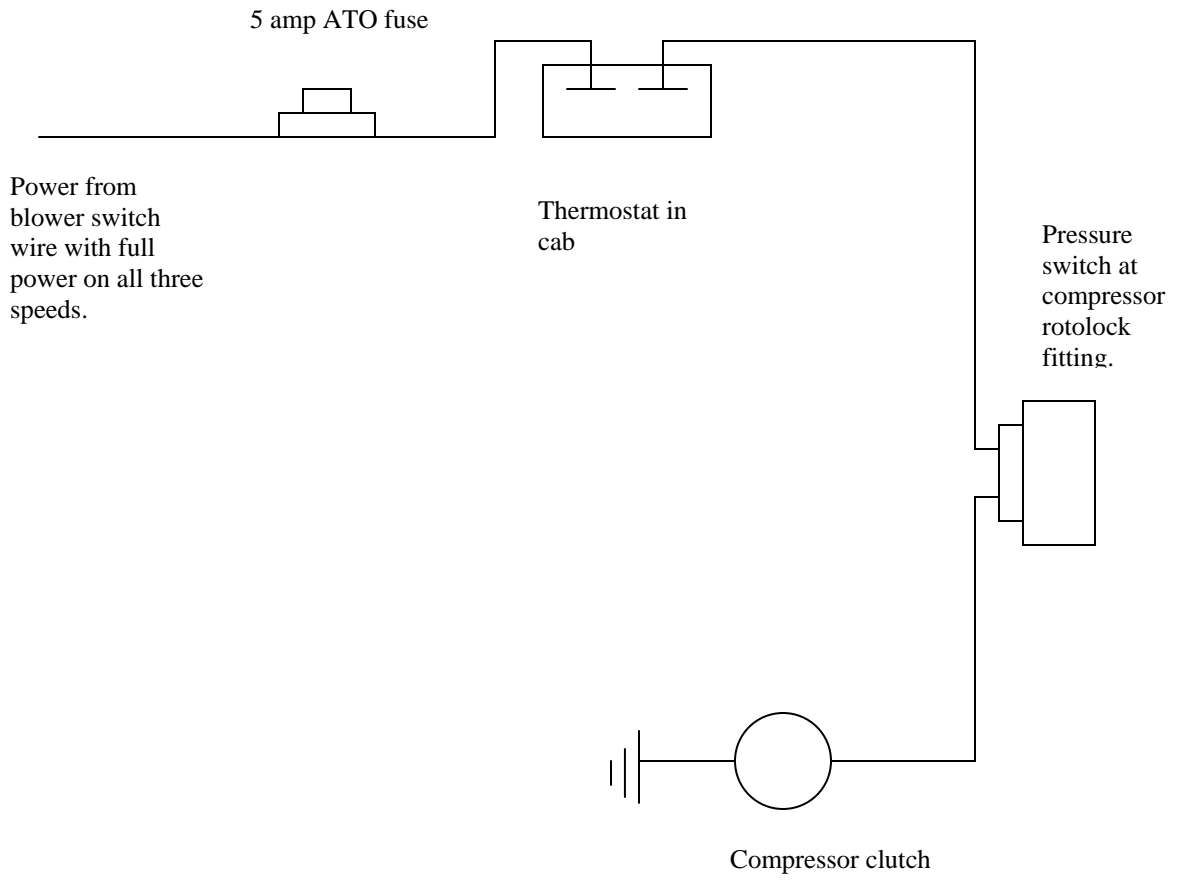 5 amp ATO fuse
Power from
blower switch
wire with full
power on all three
speeds.
Thermostat in
cab
Pressure
switch at
compressor
rotolock
fitting.
Compressor clutch